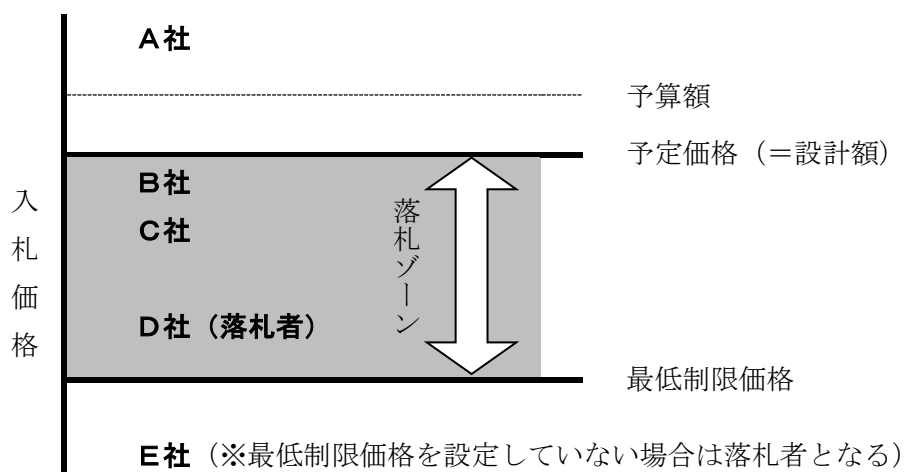 A社
予算額
予定価格（＝設計額）
B社
C社
落札ゾーン
入札価格
D社（落札者）
最低制限価格
E社（※最低制限価格を設定していない場合は落札者となる）